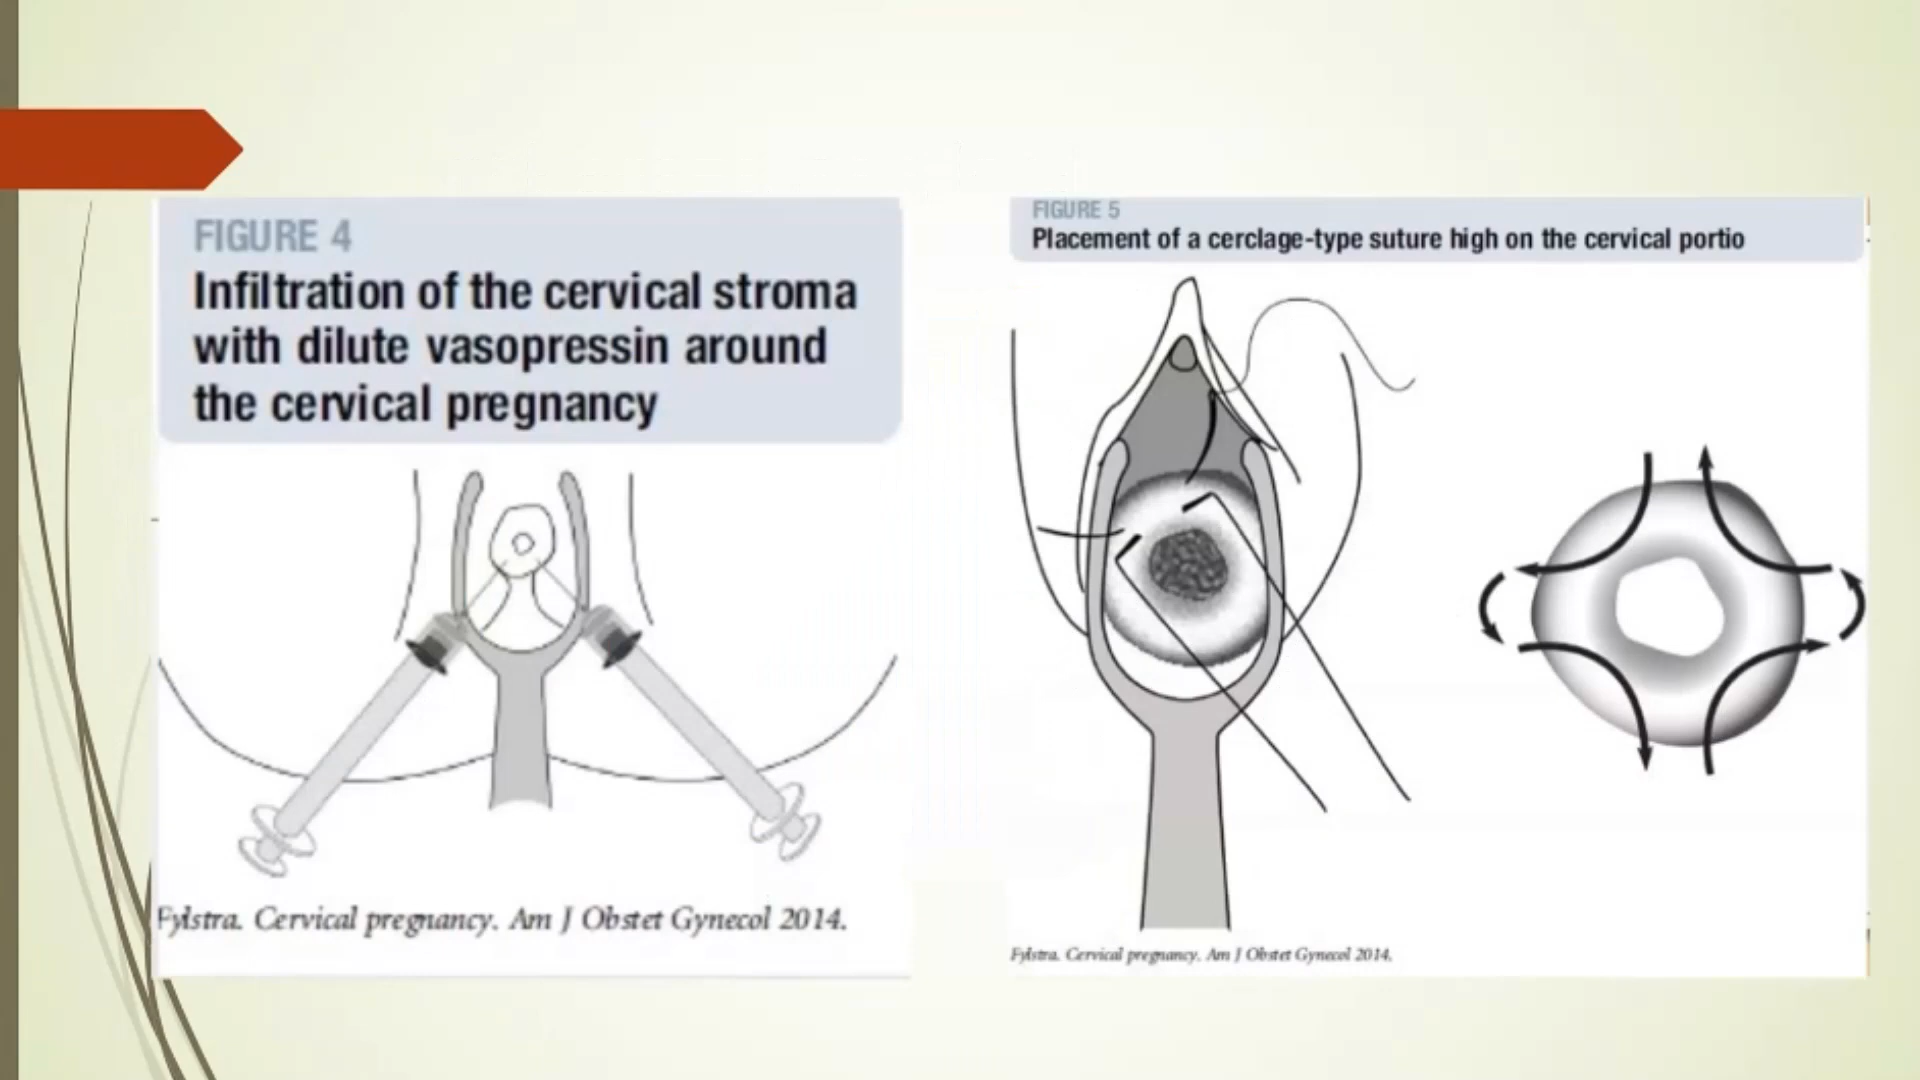 FIGURE 4
Infiltration of the cervical stroma
with dilute vasopressin around
the cervical pregnancy
Fylstra. Cervical pregnancy. Am J Obstet Gynecol 2014.
FIGURE 5
Placement of a cerclage-type suture high on the cervical portio
Fylstra. Cervical pregnancy. Am J Obstet Gynecol 2014.